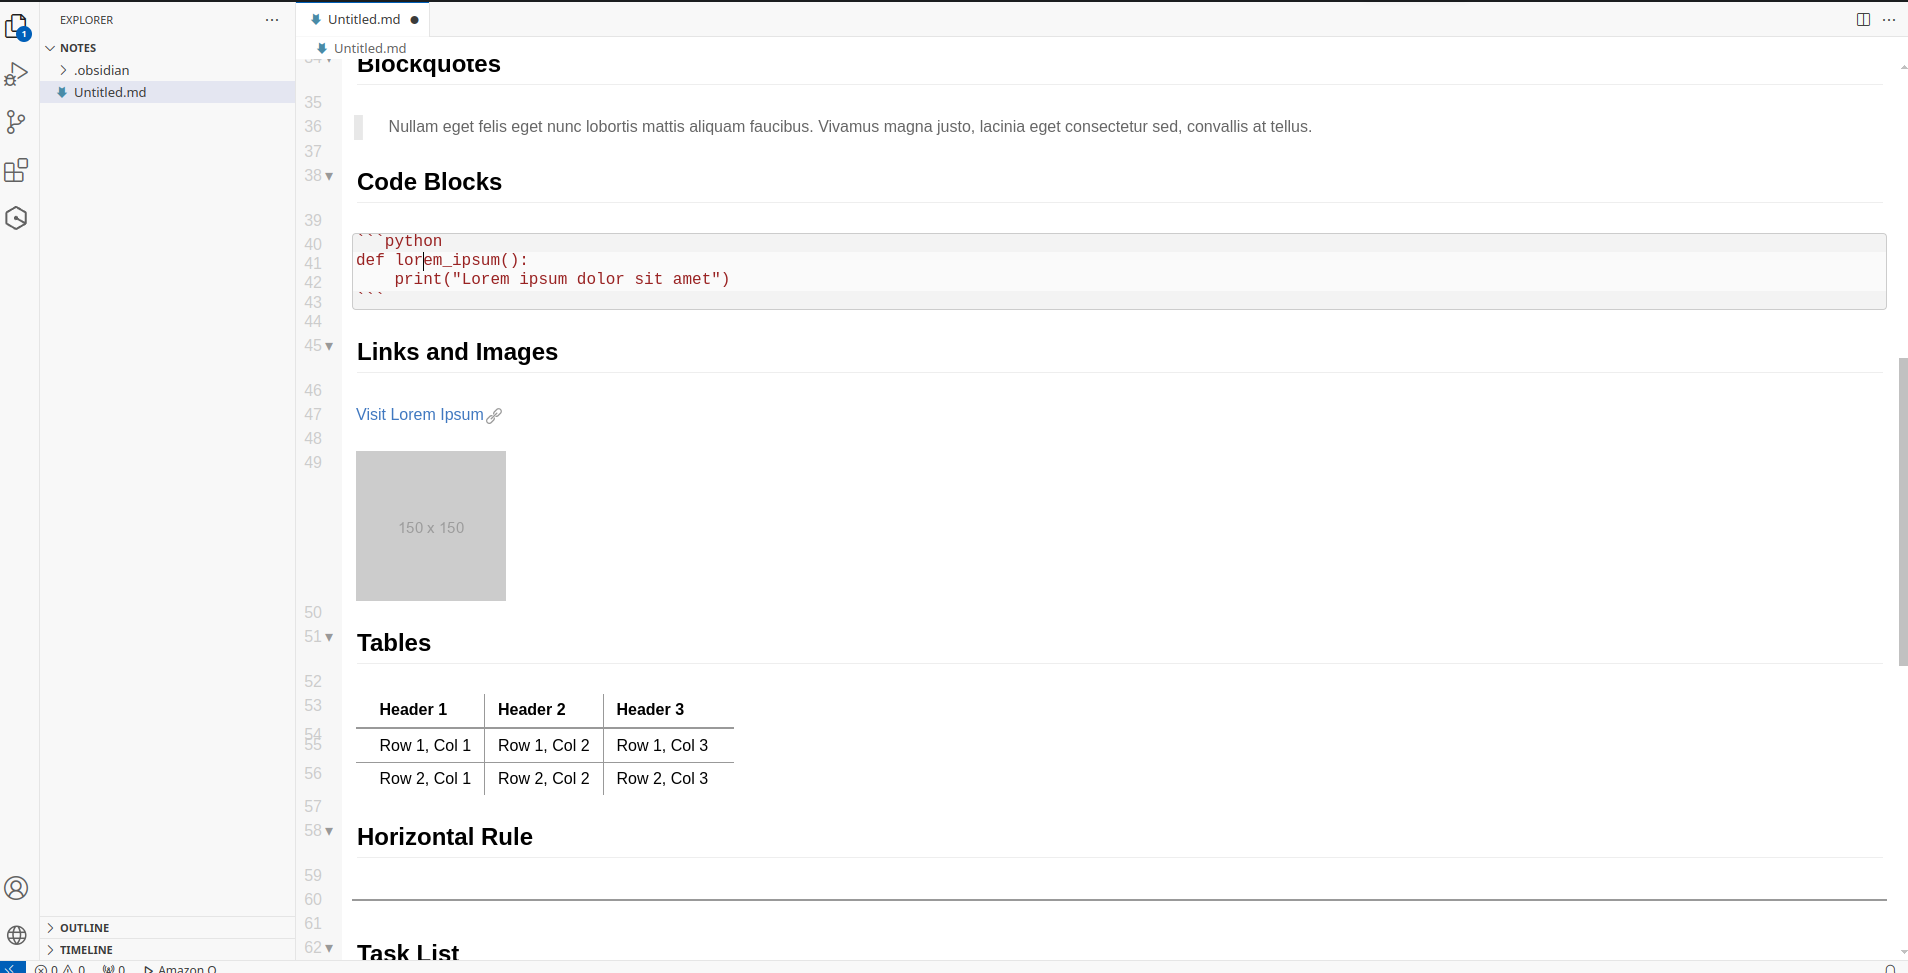 EXPLORER
Untitled.md
NOTES
Untitled.md
.obsidian
Untitled.md
1
34
Blockquotes
35
36 Nullam eget felis eget nunc lobortis mattis aliquam faucibus. Vivamus magna justo, lacinia eget consectetur sed, convallis at tellus.
37
38 Code Blocks
39
40 ```python
41 def lorem_ipsum():
42     print("Lorem ipsum dolor sit amet")
43 ```
44
45 Links and Images
46
47 Visit Lorem Ipsum
48
49
150 x 150
50
51 Tables
52
53 Header 1 Header 2 Header 3
54
55 Row 1, Col 1 Row 1, Col 2 Row 1, Col 3
56 Row 2, Col 1 Row 2, Col 2 Row 2, Col 3
57
58 Horizontal Rule
59
60
61
62 Task List
OUTLINE
TIMELINE
0 0 0 Amazon Q